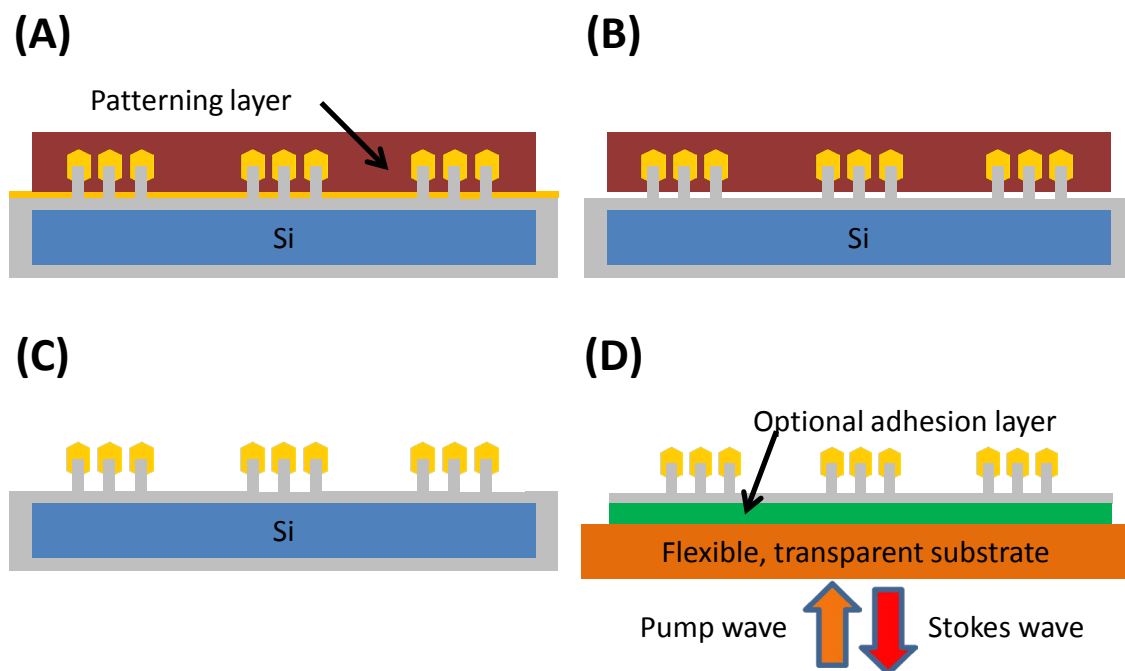 (A)
Patterning layer
Si
(B)
Si
(C)
Si
(D)
Optional adhesion layer
Flexible, transparent substrate
Pump wave
Stokes wave